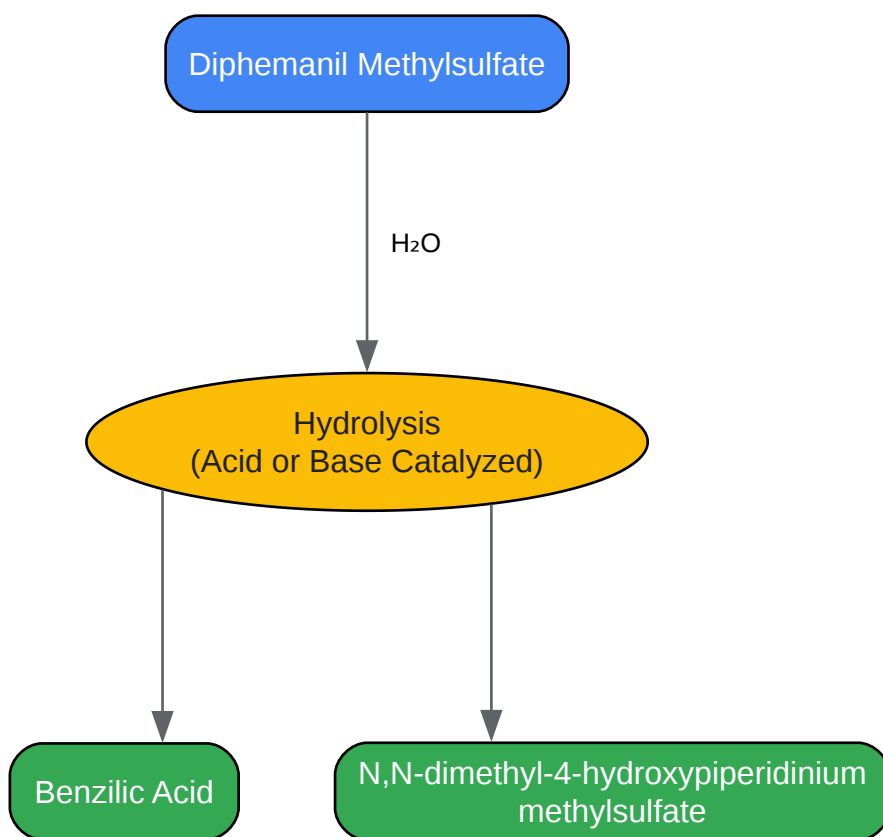 Diphemanil Methylsulfate
H₂O
Hydrolysis
(Acid or Base Catalyzed)
Benzilic Acid
N,N-dimethyl-4-hydroxypiperidinium
methylsulfate